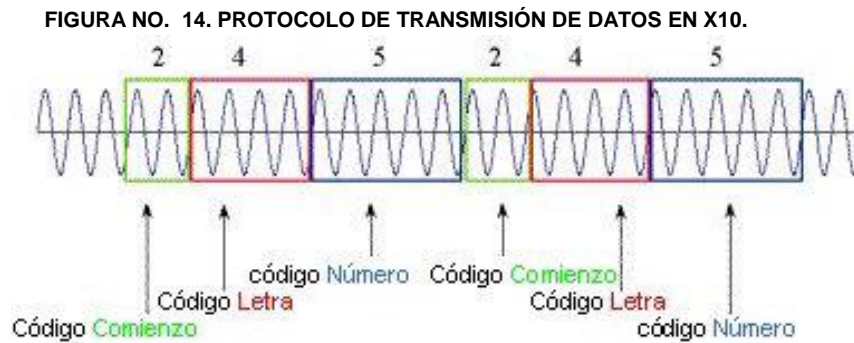 FIGURA NO. 14. PROTOCOLO DE TRANSMISIÓN DE DATOS EN X10.
2 4 5 2 4 5
código Número Código Comienzo
Código Letra Código Letra
Código Comienzo código Número